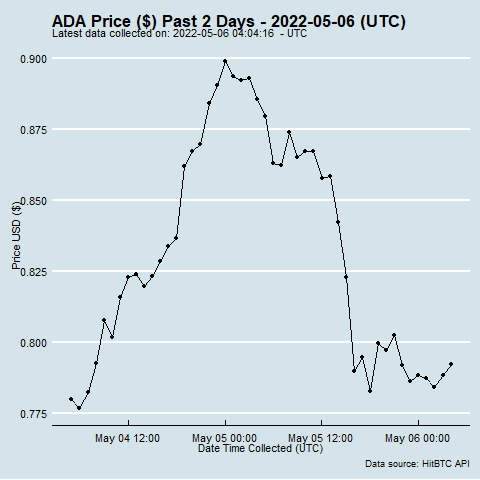 ADA Price ($) Past 2 Days - 2022-05-06 (UTC)
Latest data collected on: 2022-05-06 04:04:16  - UTC
Price USD ($)
0.900
0.875
0.850
0.825
0.800
0.775
May 04 12:00
May 05 00:00
May 05 12:00
May 06 00:00
Date Time Collected (UTC)
Data source: HitBTC API